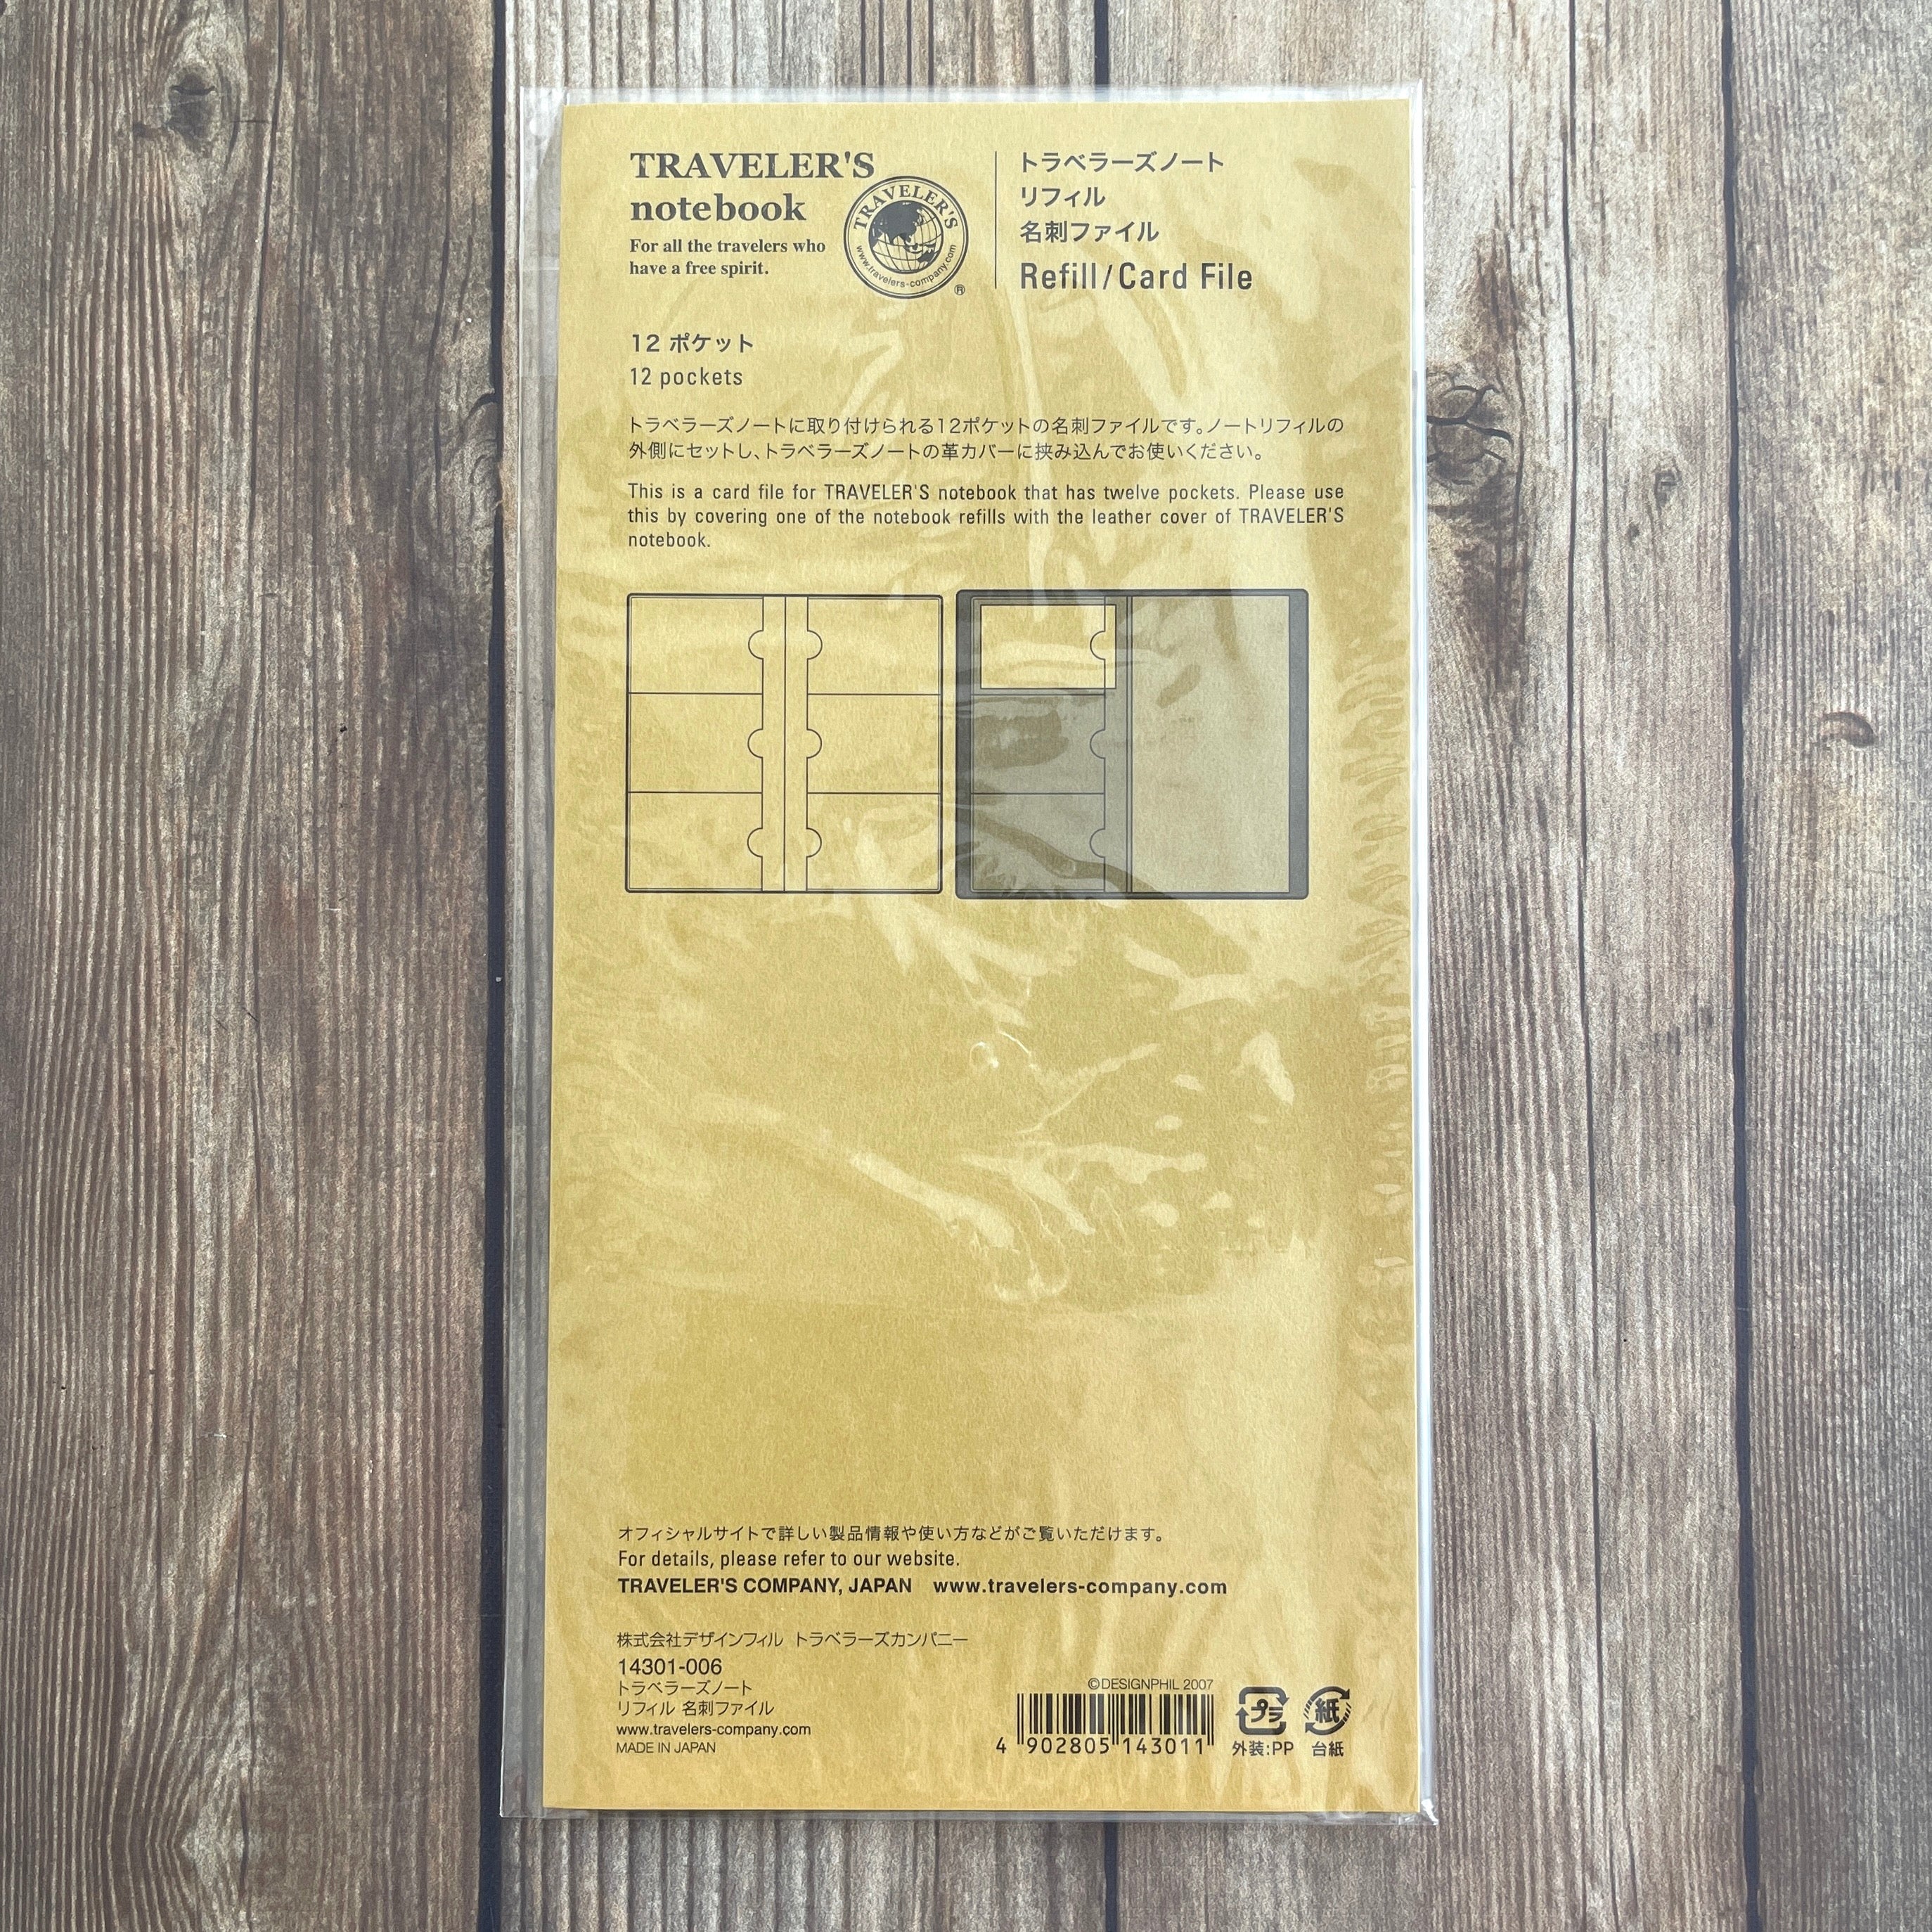 TRAVELER'S
notebook
For all the travelers who
have a free spirit.
TRAVELER'S
www.travelers-company.com
®
トラベラーズノート
リフィル
名刺ファイル
Refill/Card File
12 ポケット
12 pockets
トラベラーズノートに取り付けられる12ポケットの名刺ファイルです。ノートリフィルの
外側にセットし、トラベラーズノートの革カバーに挟み込んでお使いください。
This is a card file for TRAVELER'S notebook that has twelve pockets. Please use
this by covering one of the notebook refills with the leather cover of TRAVELER'S
notebook.
オフィシャルサイトで詳しい製品情報や使い方などがご覧いただけます。
For details, please refer to our website.
TRAVELER'S COMPANY, JAPAN www.travelers-company.com
株式会社デザインフィル トラベラーズカンパニー
14301-006
トラベラーズノート
リフィル 名刺ファイル
www.travelers-company.com
MADE IN JAPAN
©DESIGNPHIL 2007
4 902805 143011
プラ
外装:PP
紙
台紙